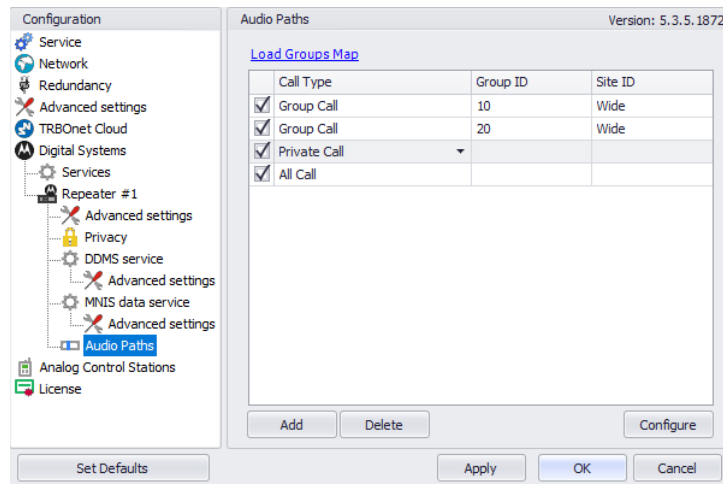 Configuration
Service
Network
Redundancy
Advanced settings
TRBOnet Cloud
Digital Systems
Services
Repeater #1
Advanced settings
Privacy
DDMS service
Advanced settings
MNIS data service
Advanced settings
Audio Paths
Analog Control Stations
License
Set Defaults
Audio Paths Version: 5.3.5.1872
Load Groups Map
Call Type Group ID Site ID
Group Call 10 Wide
Group Call 20 Wide
Private Call
All Call
Add Delete Configure
Apply OK Cancel